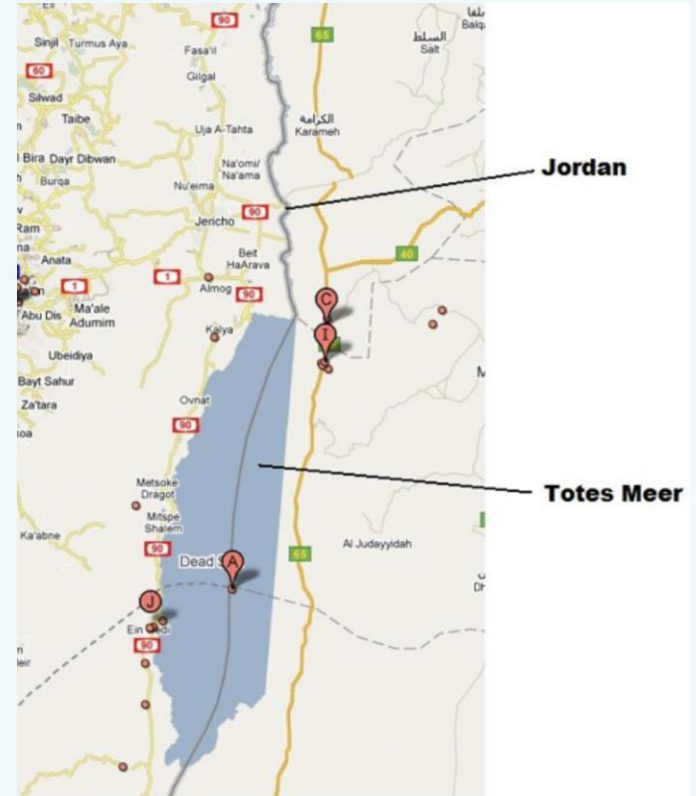 90
65
بلقا
Balq
السلط
Salt
Sinjil
Turmus Aya
Fasa'il
60
Gilgal
Silwad
Taibe
الكرامة
Karameh
Uja A-Tahta
Bira
Dayr Dibwan
Na'omi/
Na'ama
Jordan
Burqa
Nu'eima
90
Ram
Jericho
40
Anata
1
Beit
HaArava
1
Almog
90
Abu Dis
Ma'ale
Adumim
C
Kalya
I
Ubeidiya
Bayt Sahur
Za'tara
Ovnat
90
Totes Meer
Metsoke
Dragot
Mitspe
Shalem
Ka'abne
90
Dead
A
65
Al Judayyidah
J
Ein
90